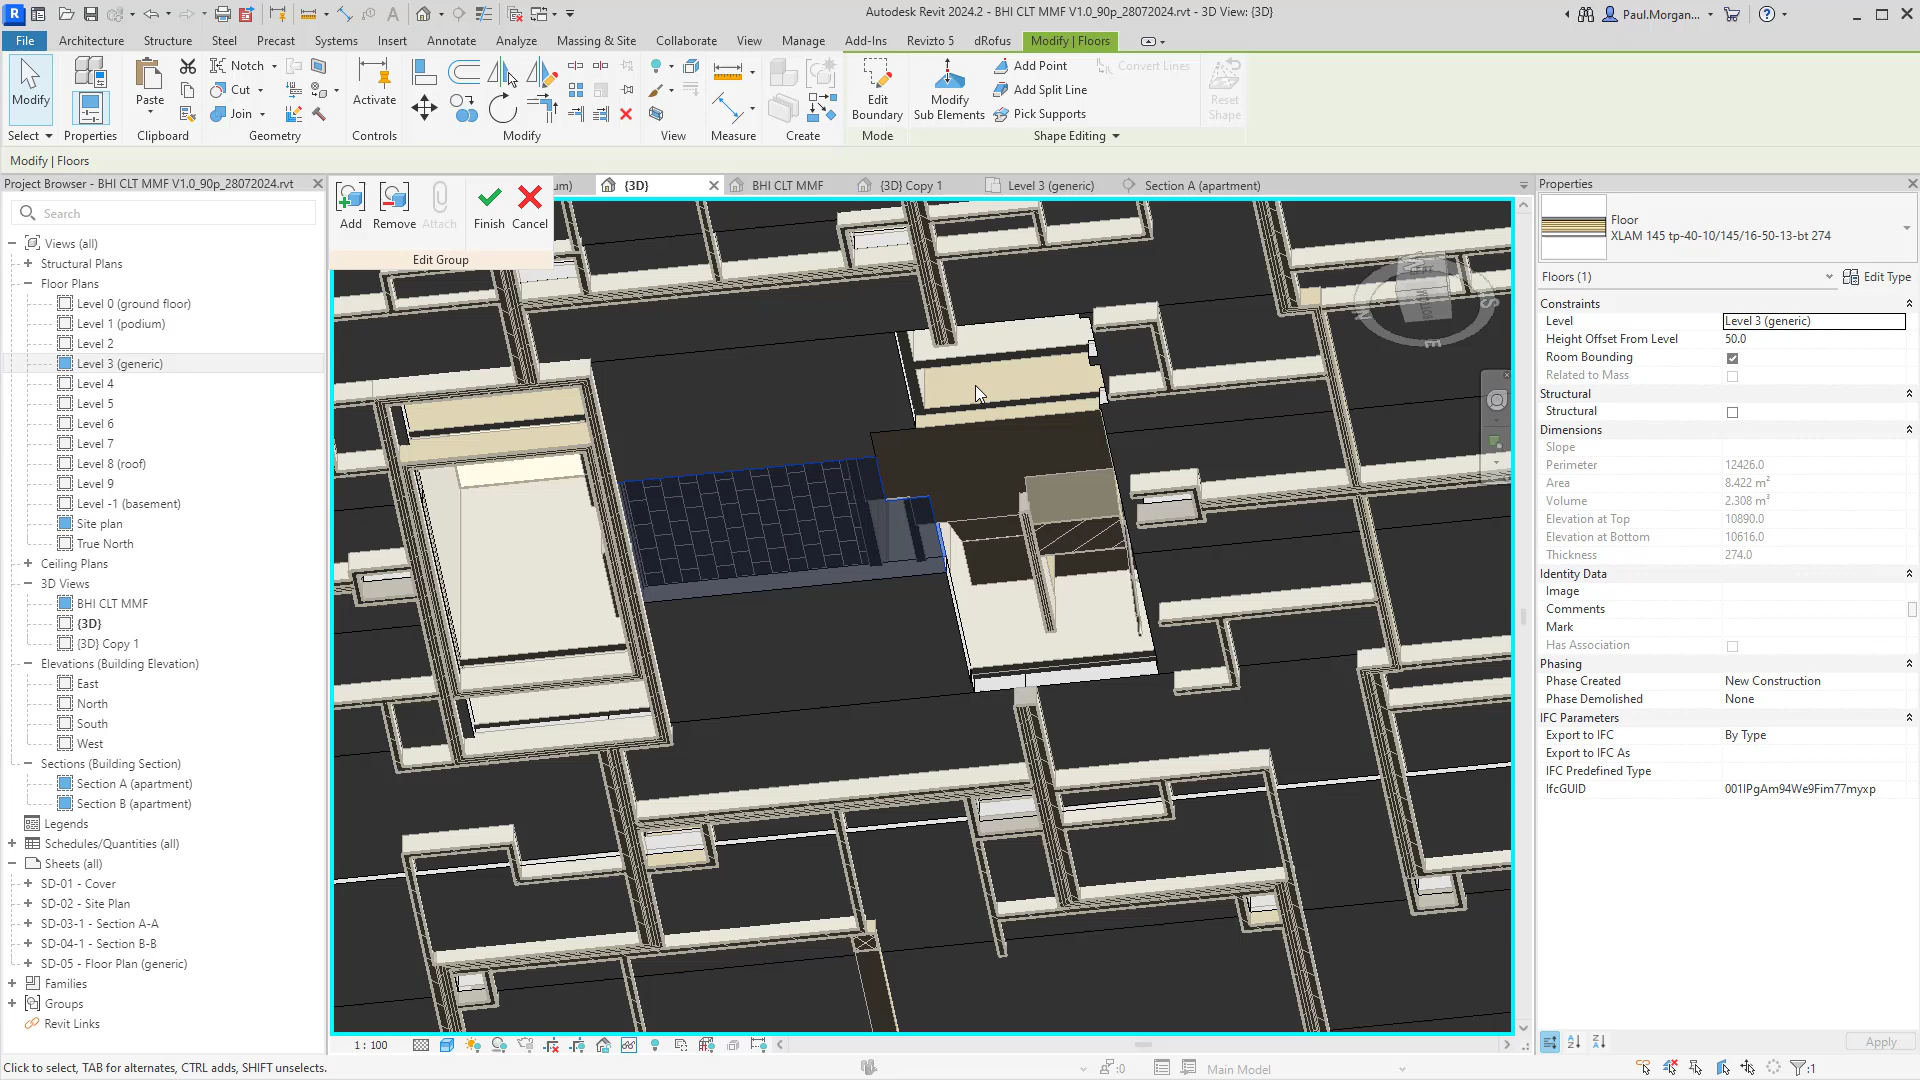 Autodesk Revit 2024.2 - BHI CLT MMF V1.0_90p_28072024.rvt - 3D View: {3D}
Paul.Morgan...
File
Architecture
Structure
Steel
Precast
Systems
Insert
Annotate
Analyze
Massing & Site
Collaborate
View
Manage
Add-Ins
Revizto 5
dRofus
Modify | Floors
Modify
Select
Properties
Paste
Clipboard
Notch
Cut
Join
Geometry
Activate
Controls
Modify
View
Measure
Create
Edit Boundary
Mode
Modify Sub Elements
Add Point
Add Split Line
Pick Supports
Convert Lines
Reset Shape
Shape Editing
Modify | Floors
Project Browser - BHI CLT MMF V1.0_90p_28072024.rvt
Search
Views (all)
Structural Plans
Floor Plans
Level 0 (ground floor)
Level 1 (podium)
Level 2
Level 3 (generic)
Level 4
Level 5
Level 6
Level 7
Level 8 (roof)
Level 9
Level -1 (basement)
Site plan
True North
Ceiling Plans
3D Views
BHI CLT MMF
{3D}
{3D} Copy 1
Elevations (Building Elevation)
East
North
South
West
Sections (Building Section)
Section A (apartment)
Section B (apartment)
Legends
Schedules/Quantities (all)
Sheets (all)
SD-01 - Cover
SD-02 - Site Plan
SD-03-1 - Section A-A
SD-04-1 - Section B-B
SD-05 - Floor Plan (generic)
Families
Groups
Revit Links
Add
Remove
Attach
Finish
Cancel
Edit Group
um)
{3D}
BHI CLT MMF
{3D} Copy 1
Level 3 (generic)
Section A (apartment)
S
E
1 : 100
Properties
Floor
XLAM 145 tp-40-10/145/16-50-13-bt 274
Floors (1)
Edit Type
Constraints
Level
Level 3 (generic)
Height Offset From Level
50.0
Room Bounding
Related to Mass
Structural
Structural
Dimensions
Slope
Perimeter
12426.0
Area
8.422 m²
Volume
2.308 m³
Elevation at Top
10890.0
Elevation at Bottom
10616.0
Thickness
274.0
Identity Data
Image
Comments
Mark
Has Association
Phasing
Phase Created
New Construction
Phase Demolished
None
IFC Parameters
Export to IFC
By Type
Export to IFC As
IFC Predefined Type
IfcGUID
001IPgAm94We9Fim77myxp
Apply
Click to select, TAB for alternates, CTRL adds, SHIFT unselects.
:0
Main Model
:1